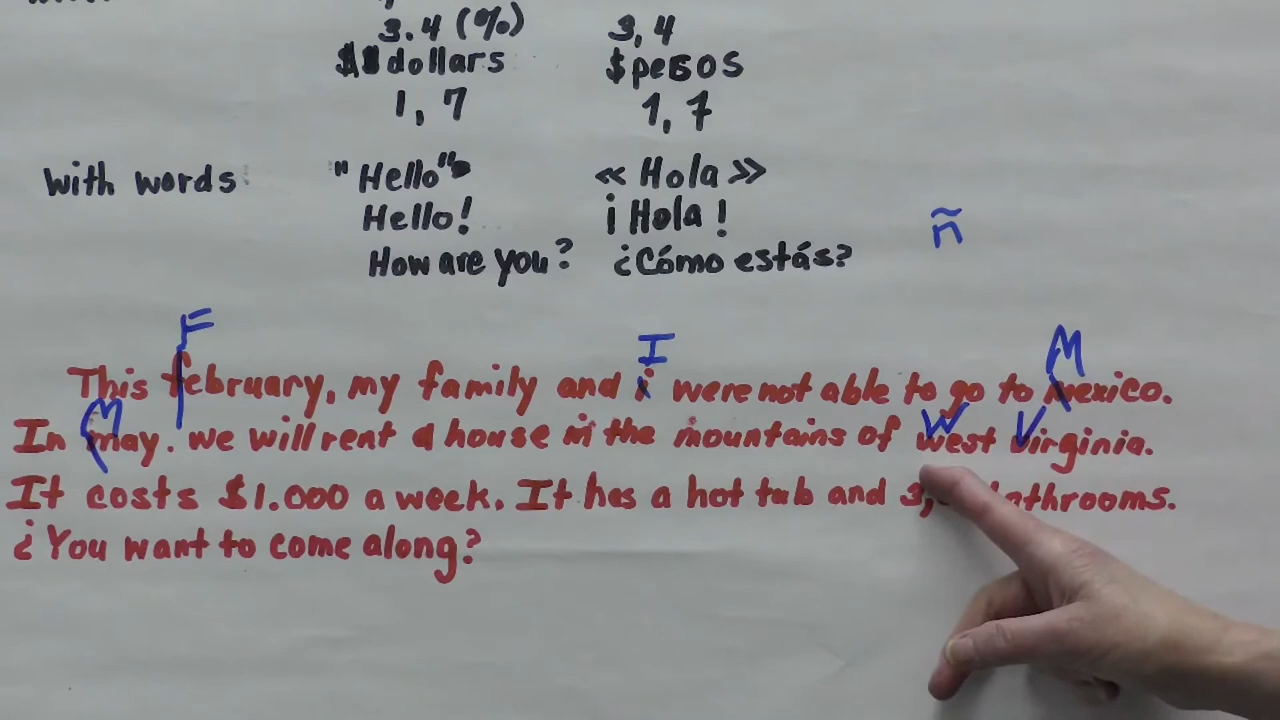 3.4 (%) 3,4
$ dollars $pesos
1,7 1,7
with words "Hello" « Hola »
Hello! ¡Hola!
ñ
How are you? ¿Cómo estás?
F I M
This february, my family and i were not able to go to mexico.
M W V
In may. we will rent a house in the mountains of west virginia.
It costs $1.000 a week. It has a hot tub and bathrooms.
¿You want to come along?